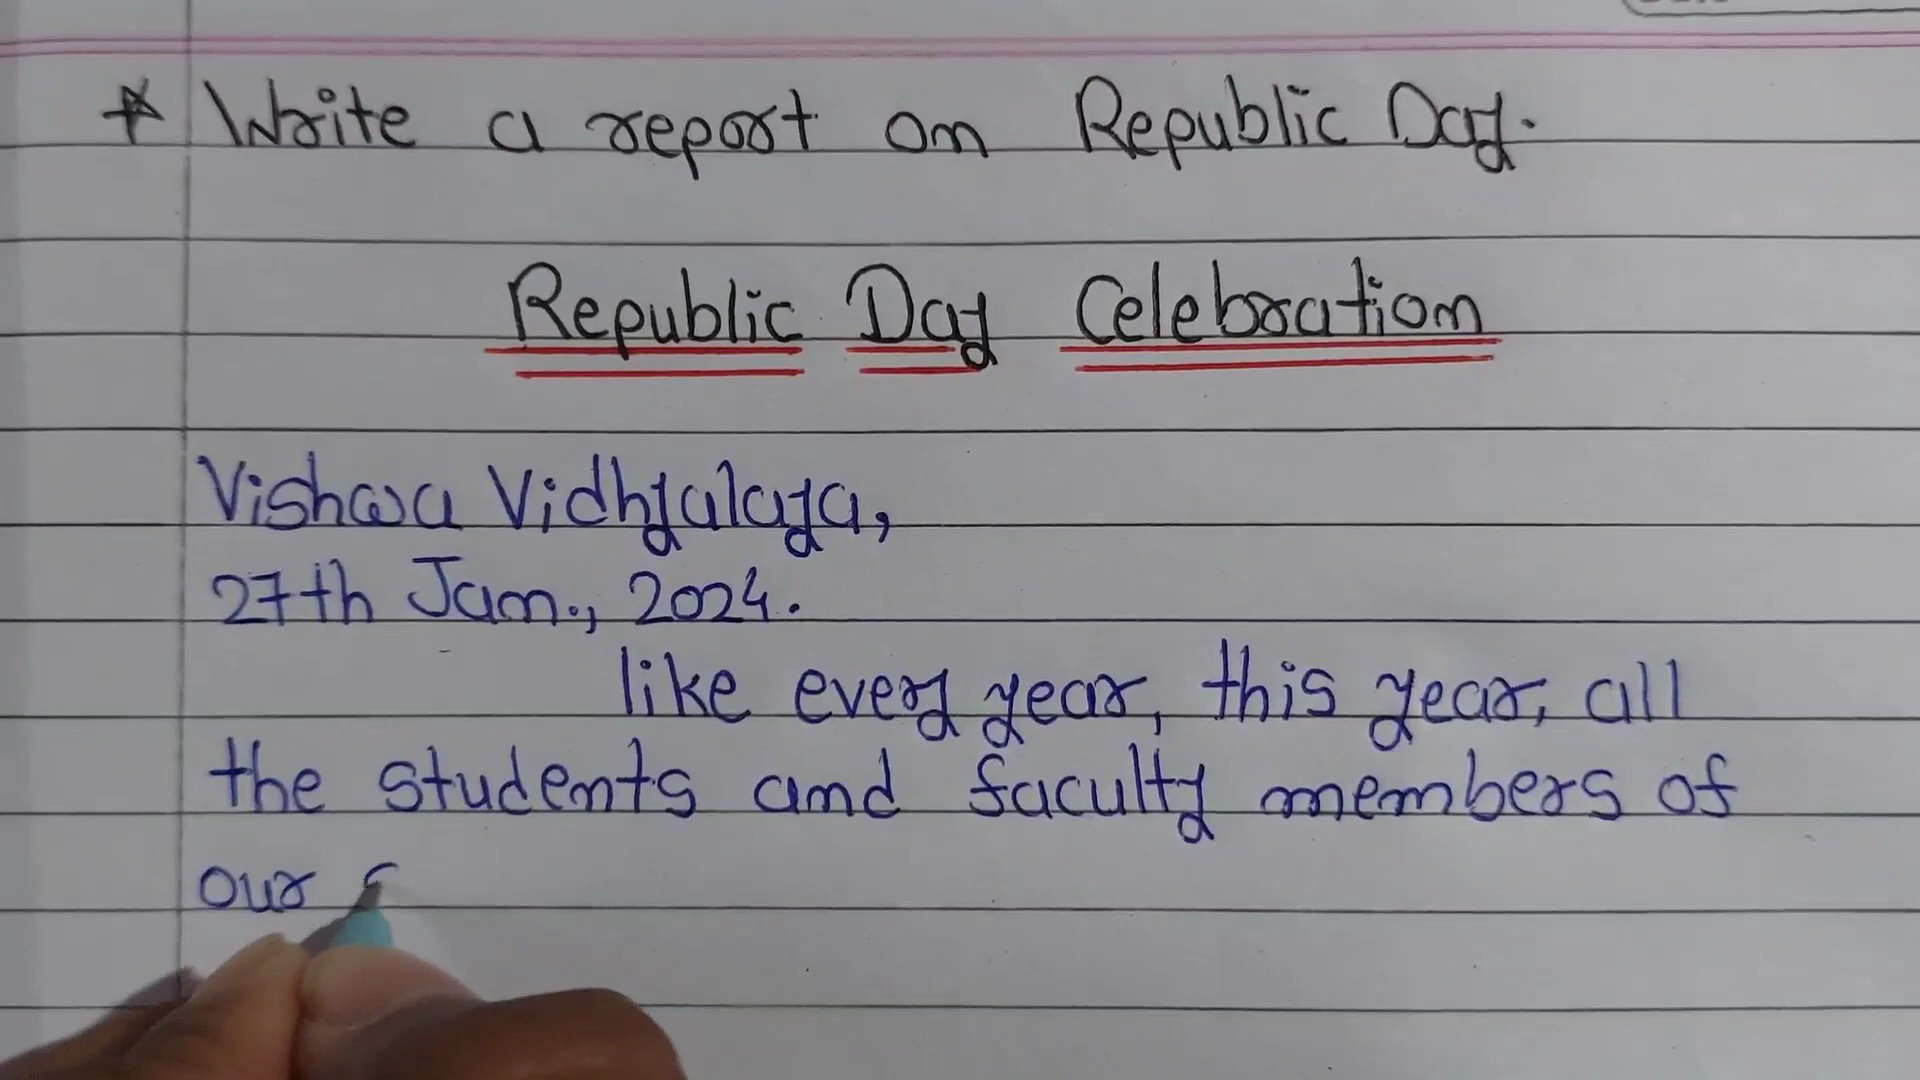 * Write a report on Republic Day.
Republic Day Celebration
Vishwa Vidhyalaya,
27th Jan., 2024.
like every year, this year, all
the students and faculty members of
our